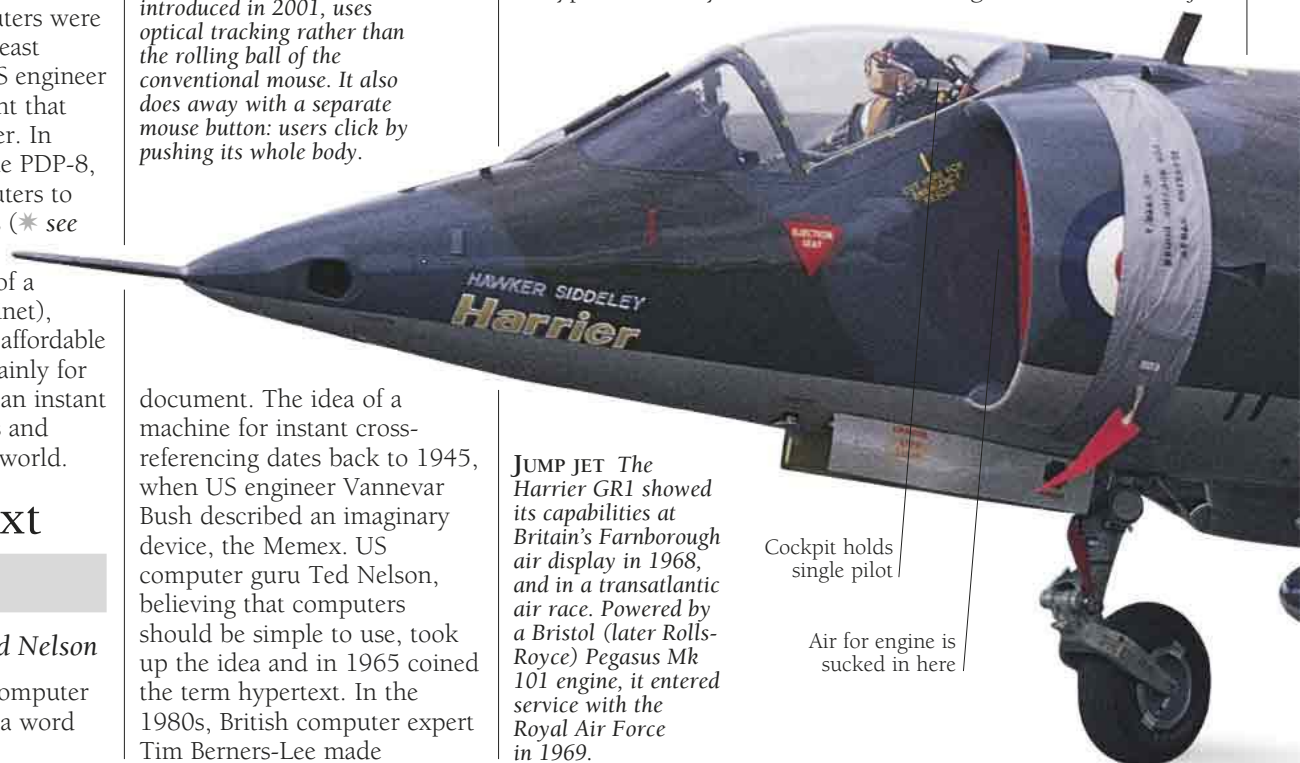 uters were
east
S engineer
nt that
er. In
e PDP-8,
uters to
(✷ see
of a
net),
affordable
ainly for
an instant
s and
world.
xt
d Nelson
omputer
a word
introduced in 2001, uses
optical tracking rather than
the rolling ball of the
conventional mouse. It also
does away with a separate
mouse button: users click by
pushing its whole body.
document. The idea of a
machine for instant cross-
referencing dates back to 1945,
when US engineer Vannevar
Bush described an imaginary
device, the Memex. US
computer guru Ted Nelson,
believing that computers
should be simple to use, took
up the idea and in 1965 coined
the term hypertext. In the
1980s, British computer expert
Tim Berners-Lee made
HAWKER SIDDELEY
Harrier
EJECTION
SEAT
JUMP JET The
Harrier GR1 showed
its capabilities at
Britain's Farnborough
air display in 1968,
and in a transatlantic
air race. Powered by
a Bristol (later Rolls-
Royce) Pegasus Mk
101 engine, it entered
service with the
Royal Air Force
in 1969.
Cockpit holds
single pilot
Air for engine is
sucked in here